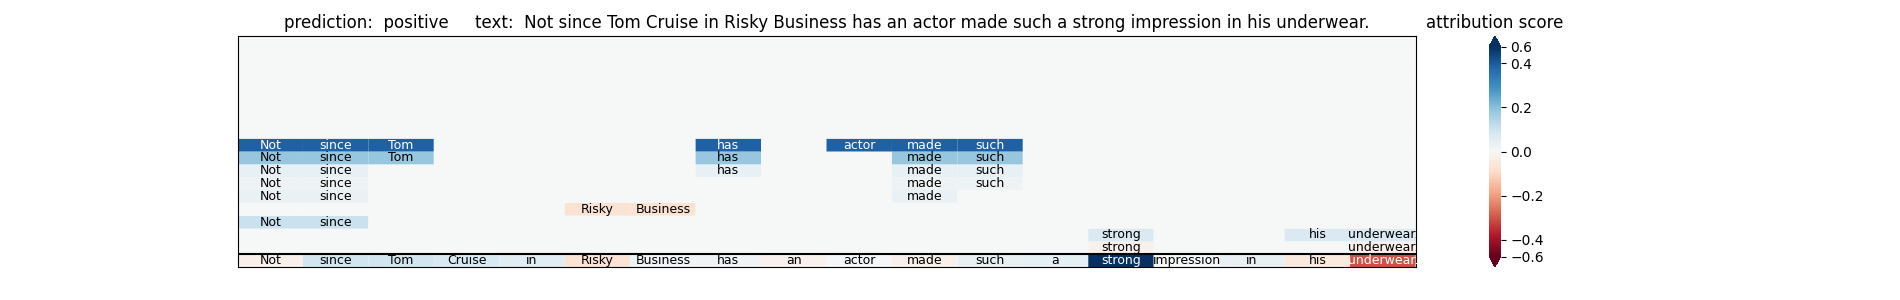 prediction:  positive     text:  Not since Tom Cruise in Risky Business has an actor made such a strong impression in his underwear.
attribution score
0.6
0.4
0.2
0.0
−0.2
−0.4
−0.6
Not since Tom has actor made such
Not since Tom has made such
Not since has made such
Not since made such
Not since made
Risky Business
Not since
strong his underwear.
strong underwear.
Not since Tom Cruise in Risky Business has an actor made such a strong impression in his underwear.